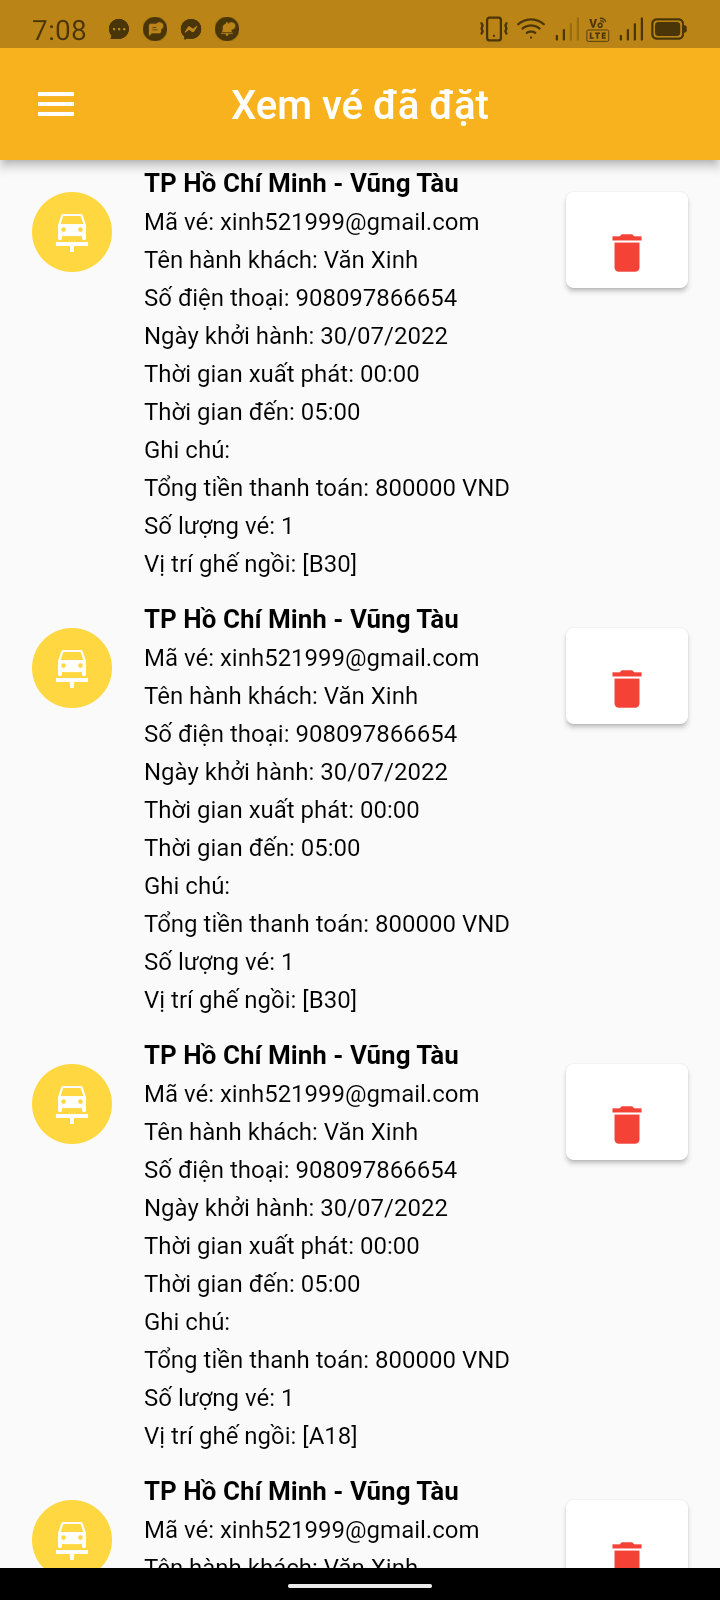 7:08
Vo
LTE
Xem vé đã đặt
TP Hồ Chí Minh - Vũng Tàu
Mã vé: xinh521999@gmail.com
Tên hành khách: Văn Xinh
Số điện thoại: 908097866654
Ngày khởi hành: 30/07/2022
Thời gian xuất phát: 00:00
Thời gian đến: 05:00
Ghi chú:
Tổng tiền thanh toán: 800000 VND
Số lượng vé: 1
Vị trí ghế ngồi: [B30]
TP Hồ Chí Minh - Vũng Tàu
Mã vé: xinh521999@gmail.com
Tên hành khách: Văn Xinh
Số điện thoại: 908097866654
Ngày khởi hành: 30/07/2022
Thời gian xuất phát: 00:00
Thời gian đến: 05:00
Ghi chú:
Tổng tiền thanh toán: 800000 VND
Số lượng vé: 1
Vị trí ghế ngồi: [B30]
TP Hồ Chí Minh - Vũng Tàu
Mã vé: xinh521999@gmail.com
Tên hành khách: Văn Xinh
Số điện thoại: 908097866654
Ngày khởi hành: 30/07/2022
Thời gian xuất phát: 00:00
Thời gian đến: 05:00
Ghi chú:
Tổng tiền thanh toán: 800000 VND
Số lượng vé: 1
Vị trí ghế ngồi: [A18]
TP Hồ Chí Minh - Vũng Tàu
Mã vé: xinh521999@gmail.com
Tên hành khách: Văn Xinh